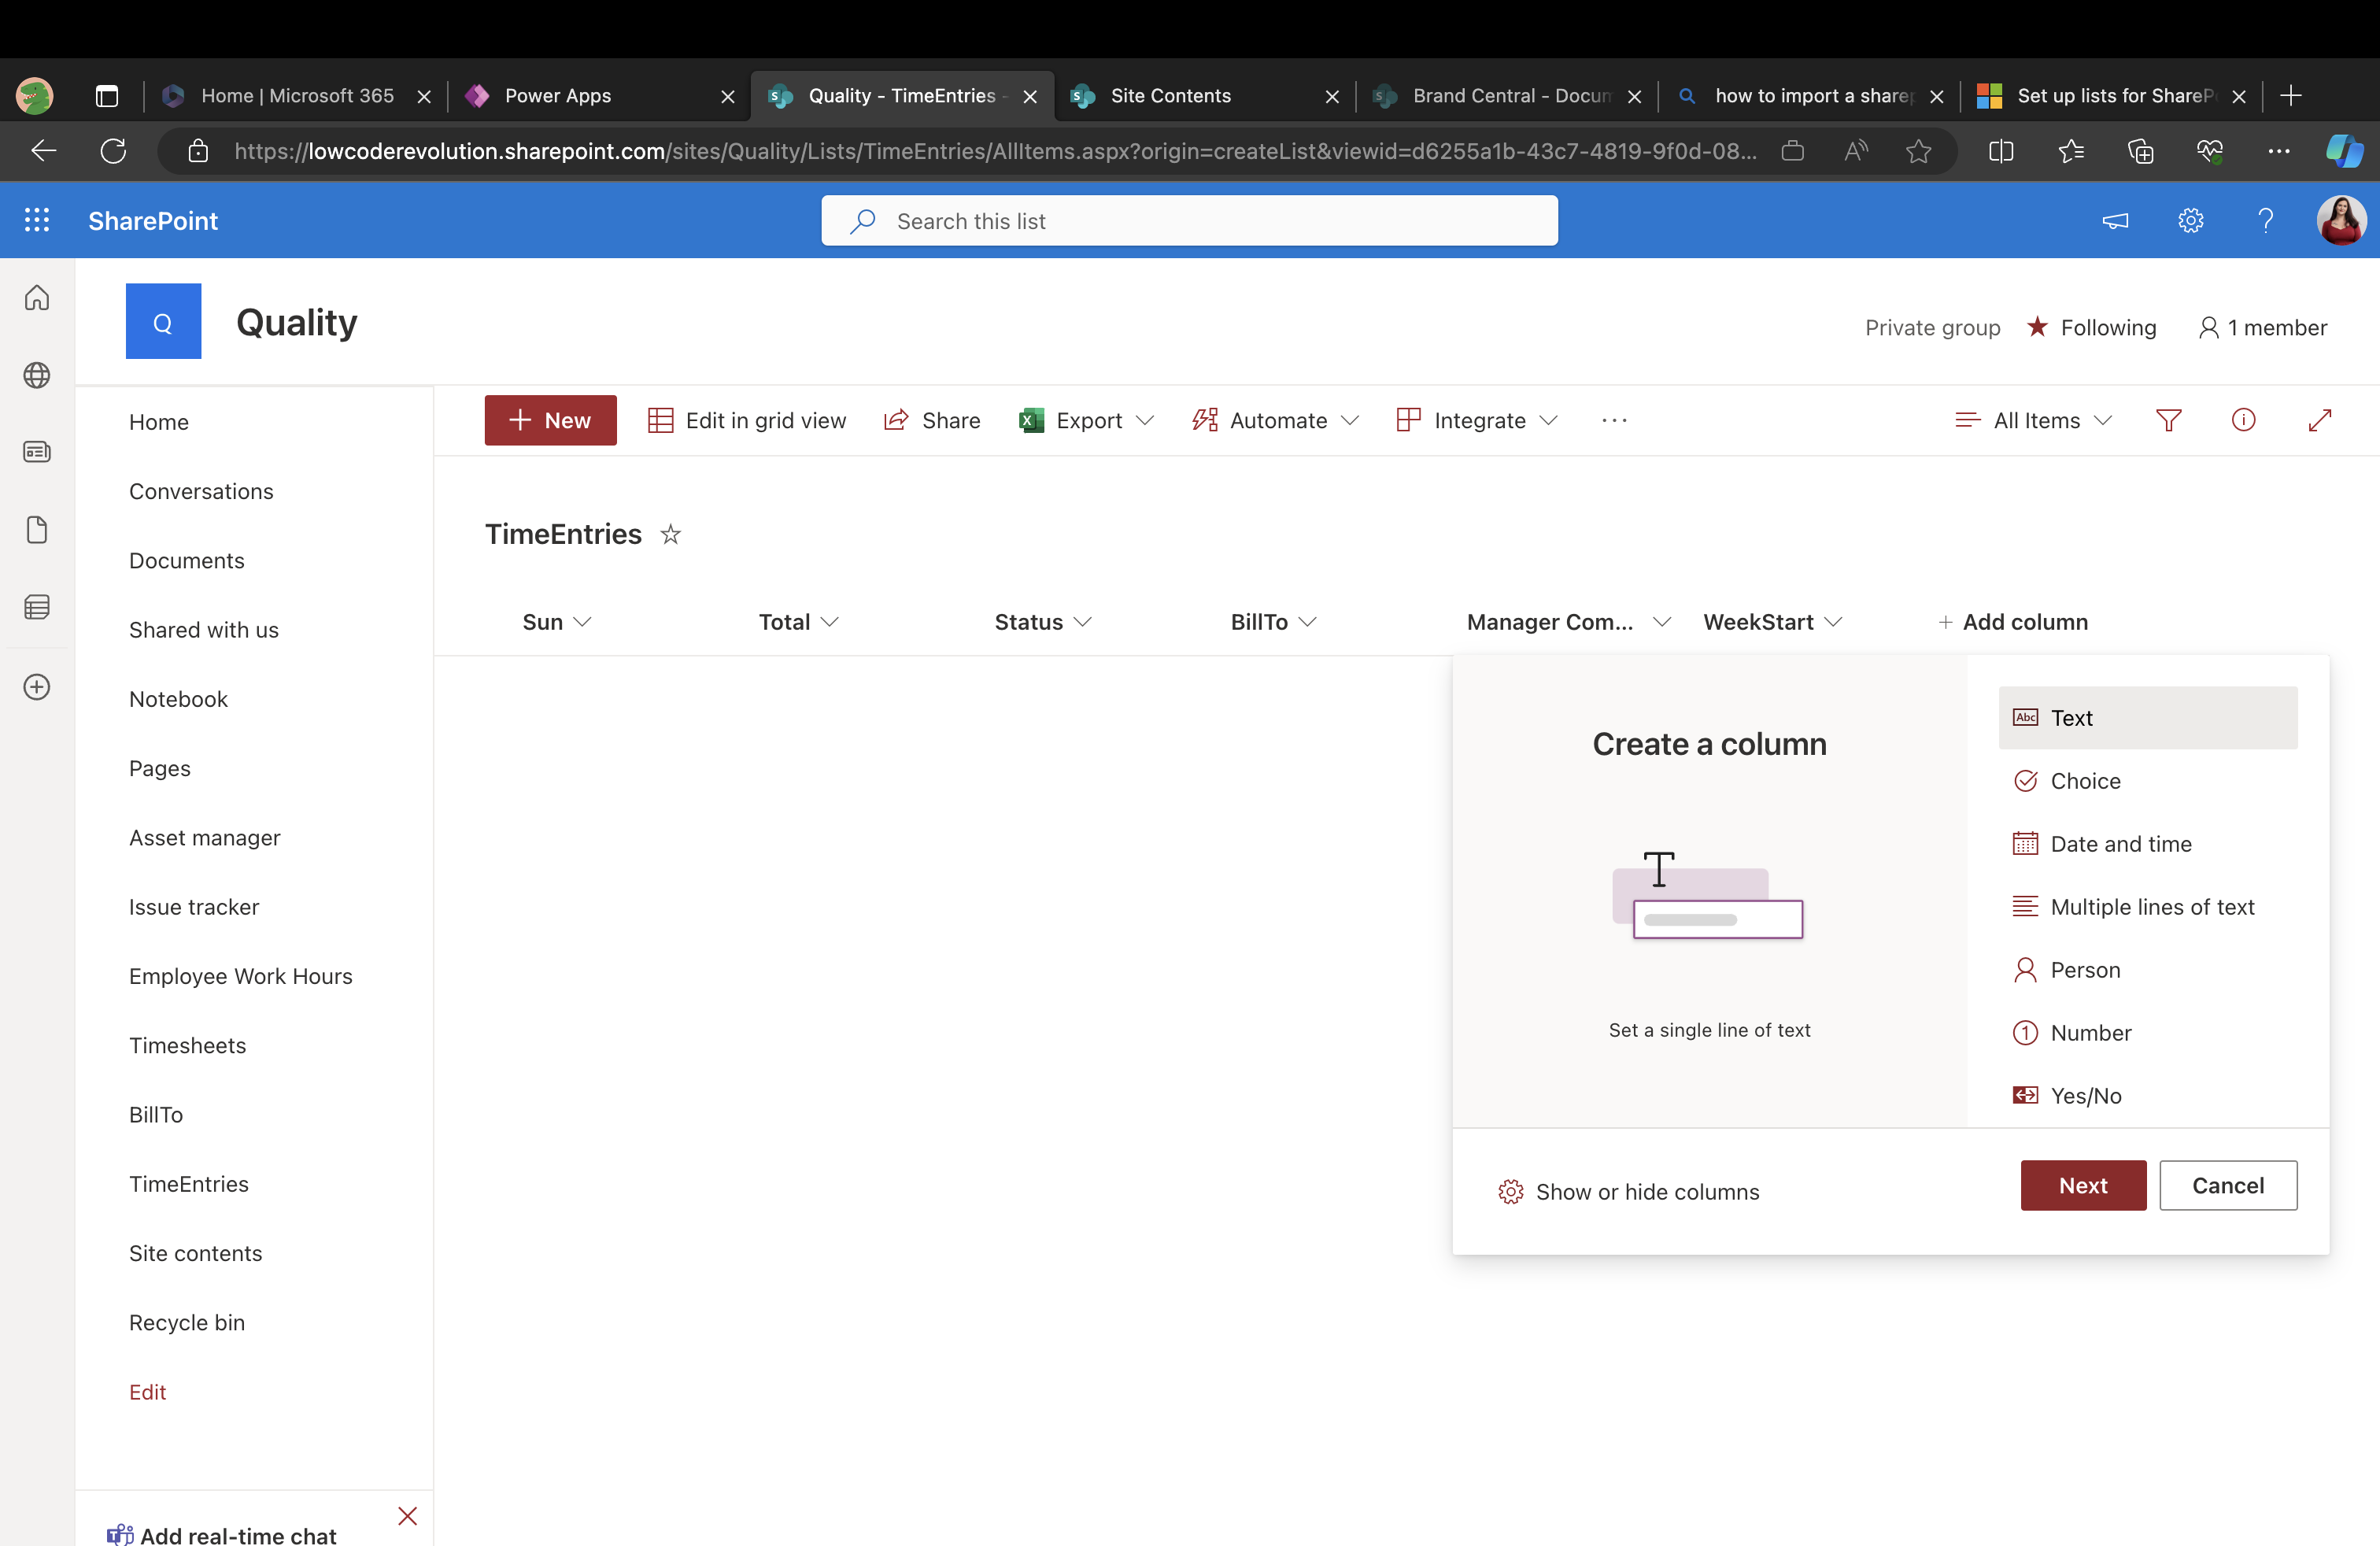 Home | Microsoft 365
Power Apps
Quality - TimeEntries -
Site Contents
Brand Central - Docum
how to import a sharep
Set up lists for ShareP
https://lowcoderevolution.sharepoint.com/sites/Quality/Lists/TimeEntries/AllItems.aspx?origin=createList&viewid=d6255a1b-43c7-4819-9f0d-08...
SharePoint
Search this list
Q
Quality
Private group
Following
1 member
New
Edit in grid view
Share
Export
Automate
Integrate
All Items
Home
Conversations
Documents
Shared with us
Notebook
Pages
Asset manager
Issue tracker
Employee Work Hours
Timesheets
BillTo
TimeEntries
Site contents
Recycle bin
Edit
Add real-time chat
TimeEntries
Sun
Total
Status
BillTo
Manager Com...
WeekStart
+ Add column
Create a column
Set a single line of text
Abc Text
Choice
Date and time
Multiple lines of text
Person
1 Number
Yes/No
Show or hide columns
Next
Cancel